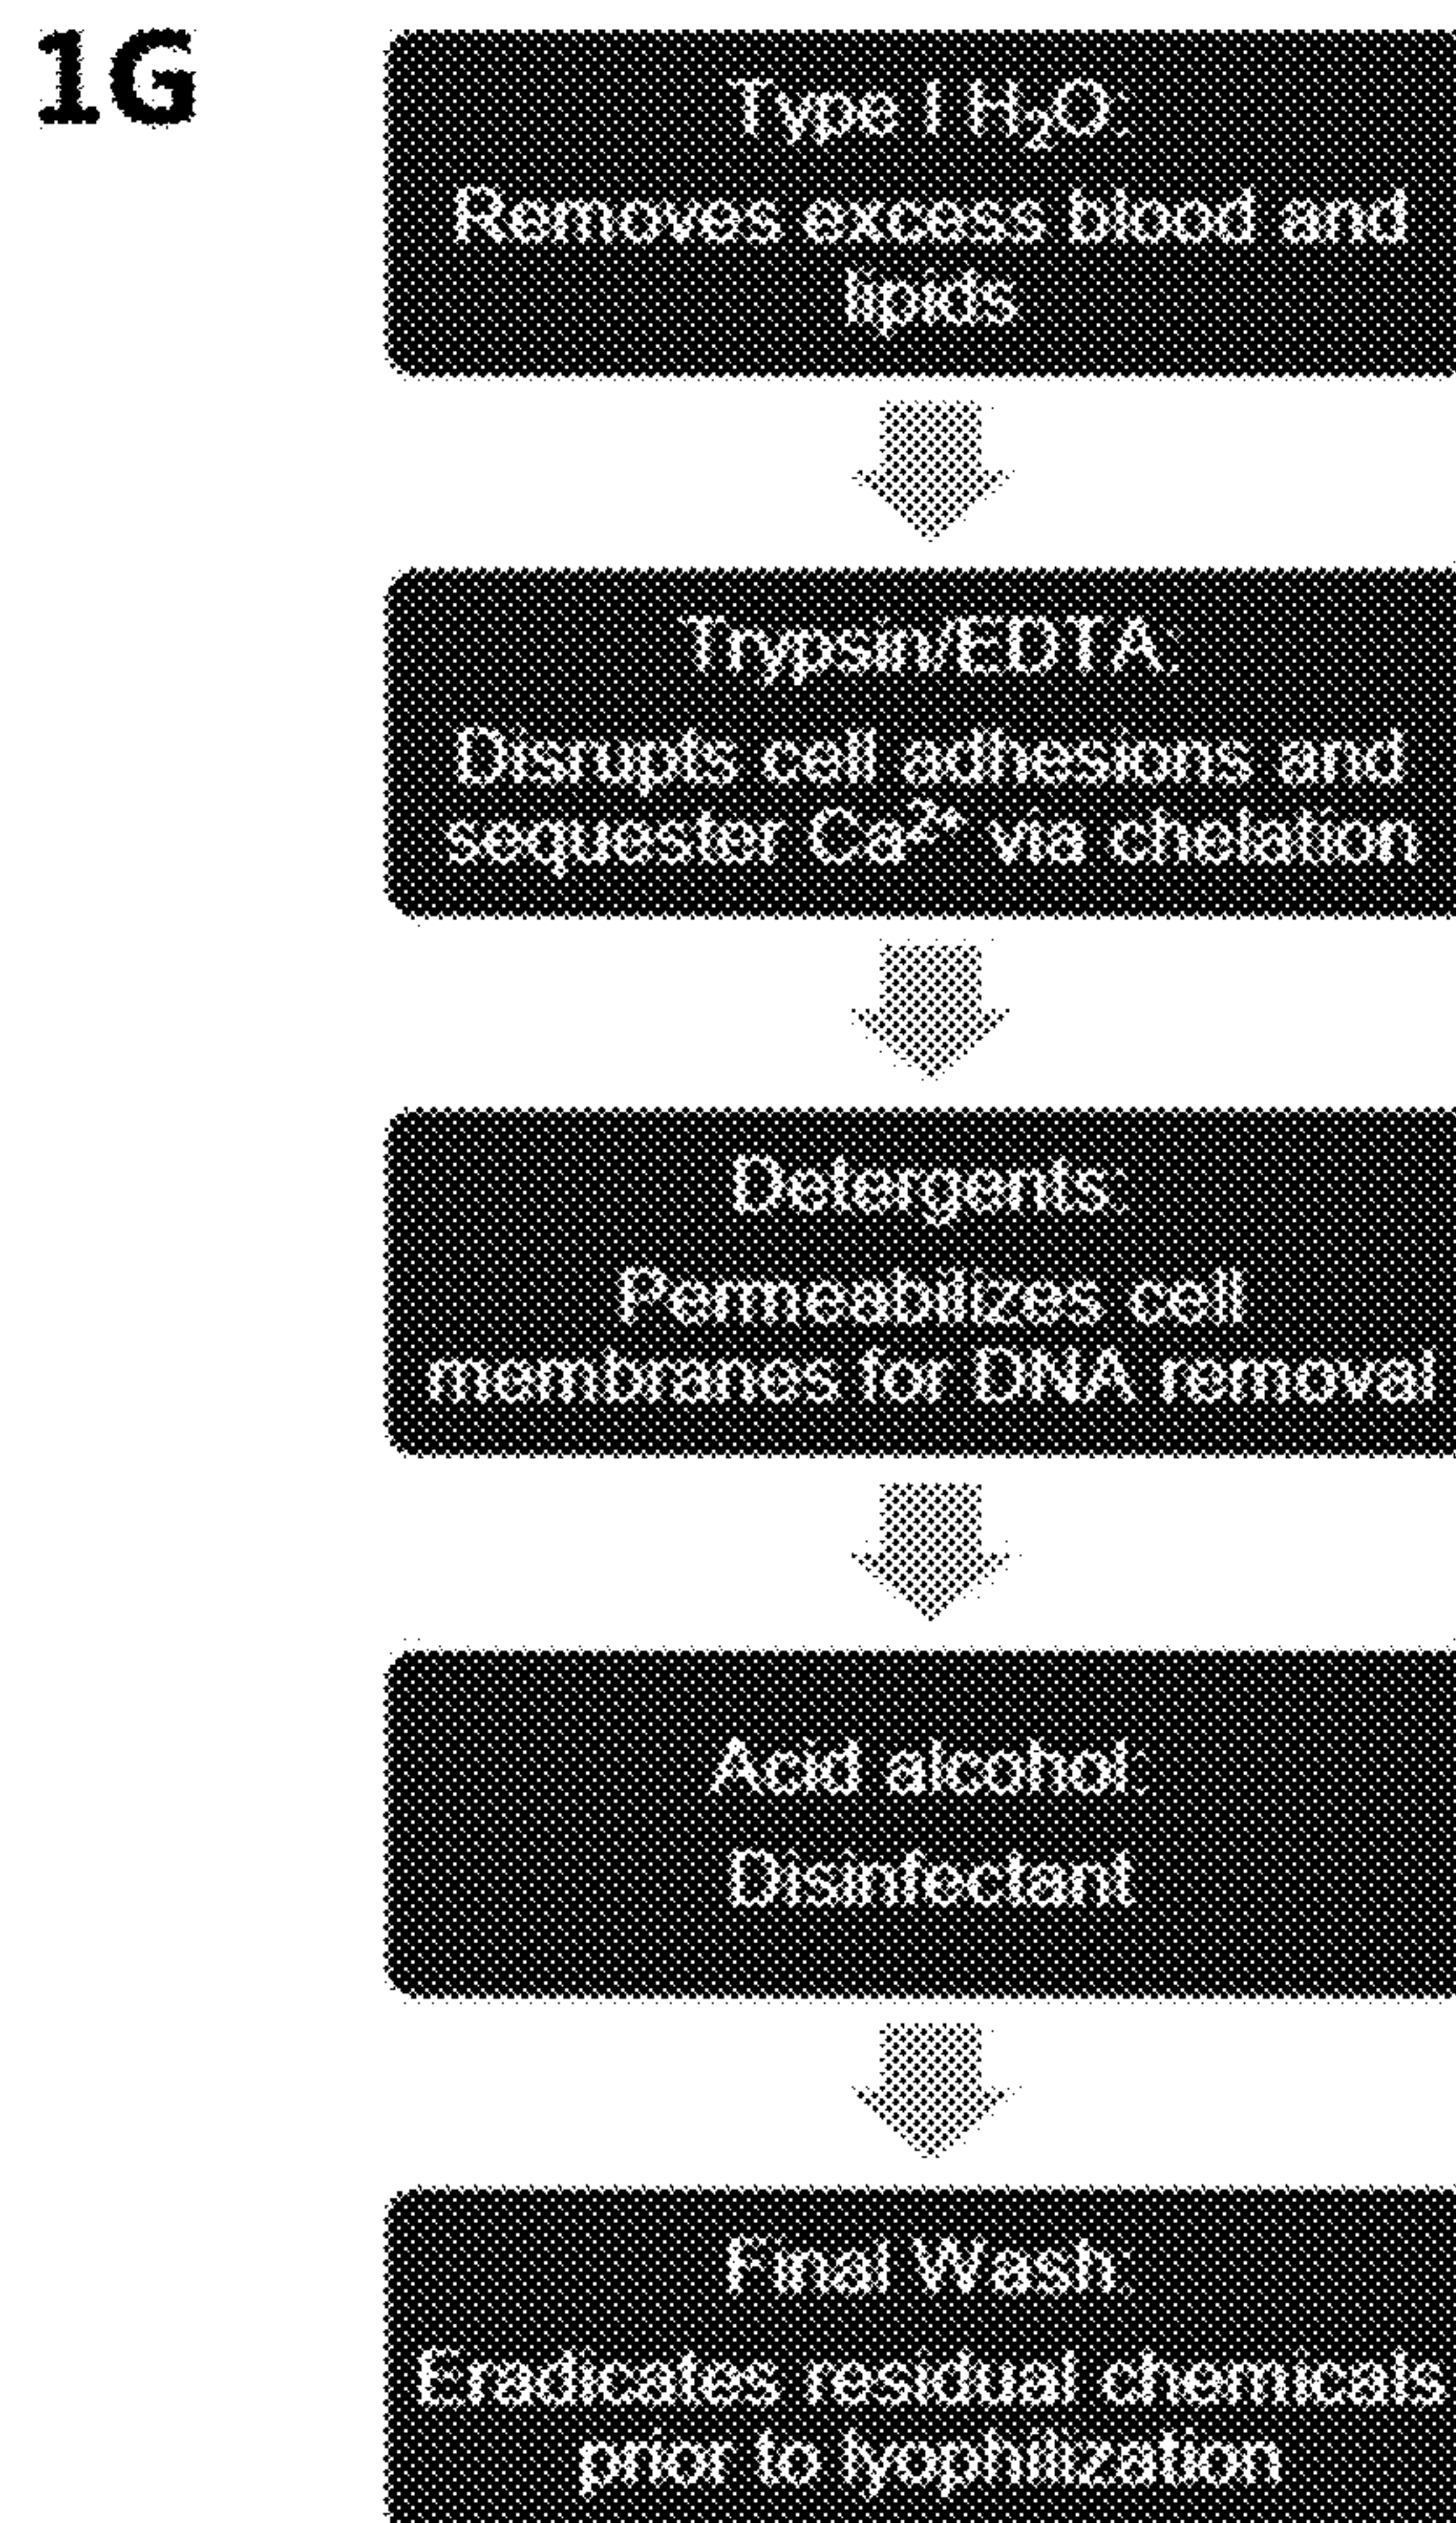 1G
Type I H₂O:
Removes excess blood and
lipids
Trypsin/EDTA:
Disrupts cell adhesions and
sequester Ca²⁺ via chelation
Detergents:
Permeabilizes cell
membranes for DNA removal
Acid alcohol:
Disinfectant
Final Wash:
Eradicates residual chemicals
prior to lyophilization